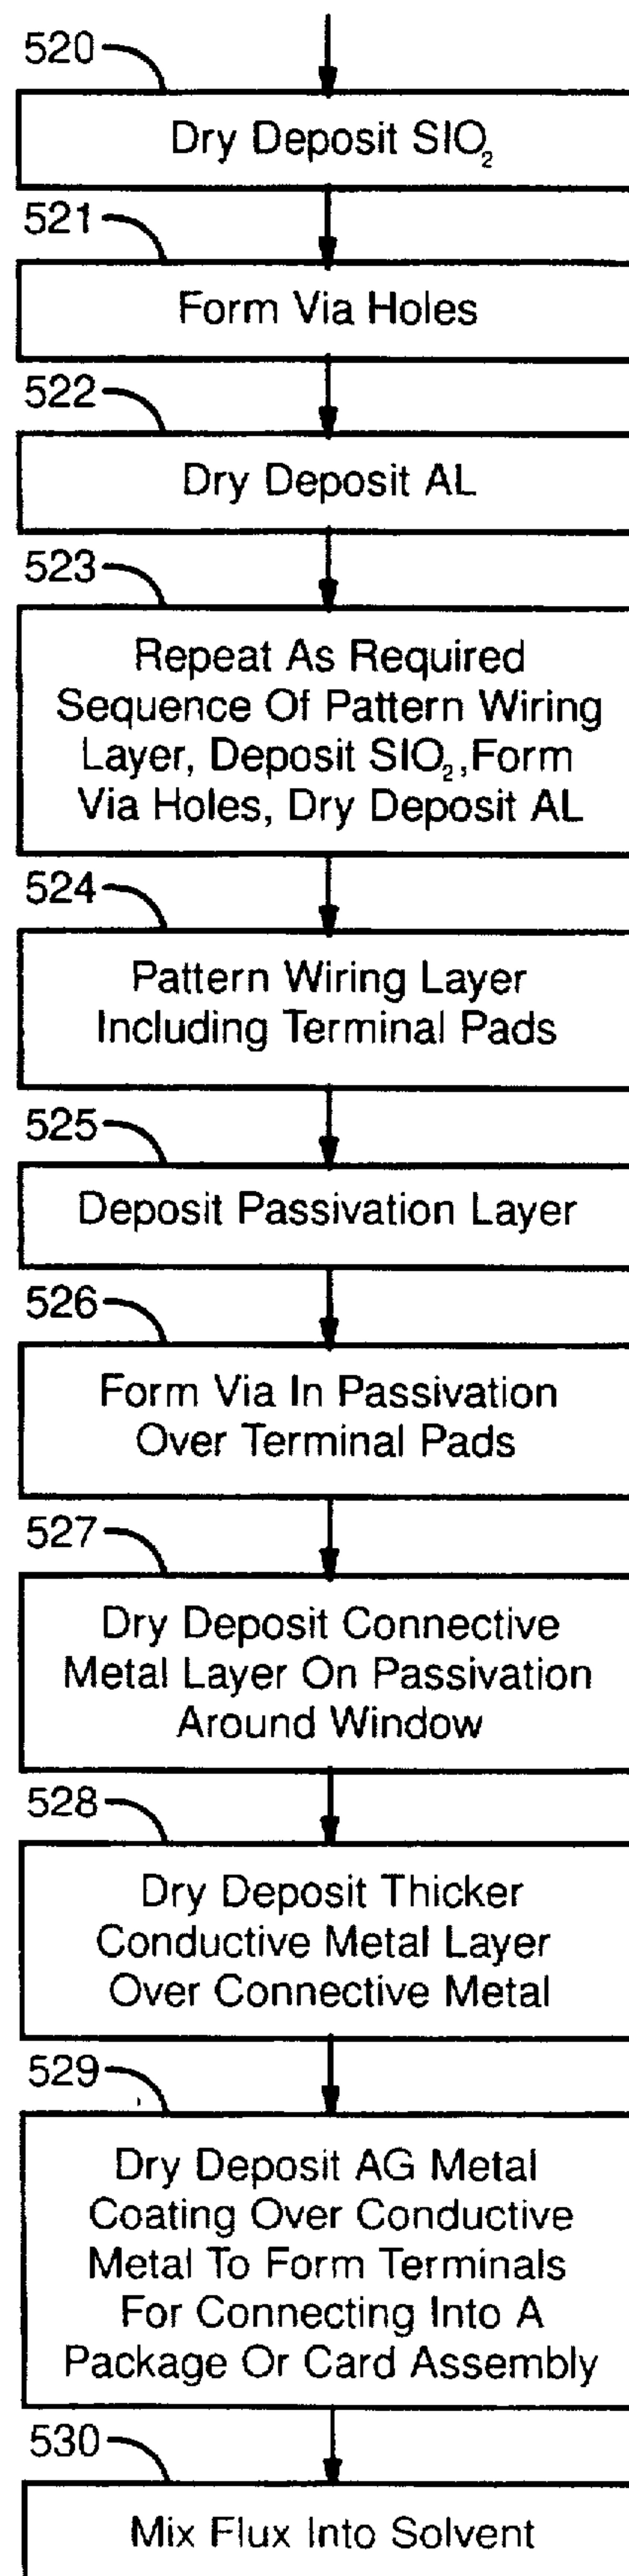 520
Dry Deposit SIO₂
521
Form Via Holes
522
Dry Deposit AL
523
Repeat As Required
Sequence Of Pattern Wiring
Layer, Deposit SIO₂,Form
Via Holes, Dry Deposit AL
524
Pattern Wiring Layer
Including Terminal Pads
525
Deposit Passivation Layer
526
Form Via In Passivation
Over Terminal Pads
527
Dry Deposit Connective
Metal Layer On Passivation
Around Window
528
Dry Deposit Thicker
Conductive Metal Layer
Over Connective Metal
529
Dry Deposit AG Metal
Coating Over Conductive
Metal To Form Terminals
For Connecting Into A
Package Or Card Assembly
530
Mix Flux Into Solvent